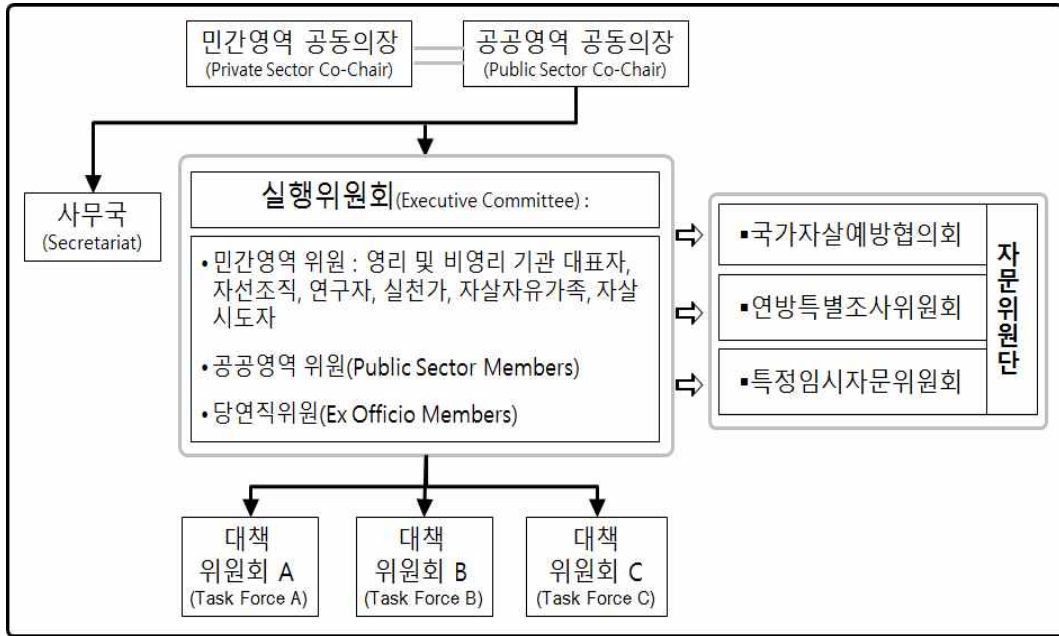 민간영역 공동의장
(Private Sector Co-Chair)
공공영역 공동의장
(Public Sector Co-Chair)
사무국
(Secretariat)
실행위원회(Executive Committee) :
• 민간영역 위원 : 영리 및 비영리 기관 대표자,
자선조직, 연구자, 실천가, 자살자유가족, 자살
시도자
• 공공영역 위원(Public Sector Members)
• 당연직위원(Ex Officio Members)
▪국가자살예방협의회
▪연방특별조사위원회
▪특정임시자문위원회
자문위원단
대책
위원회 A
(Task Force A)
대책
위원회 B
(Task Force B)
대책
위원회 C
(Task Force C)